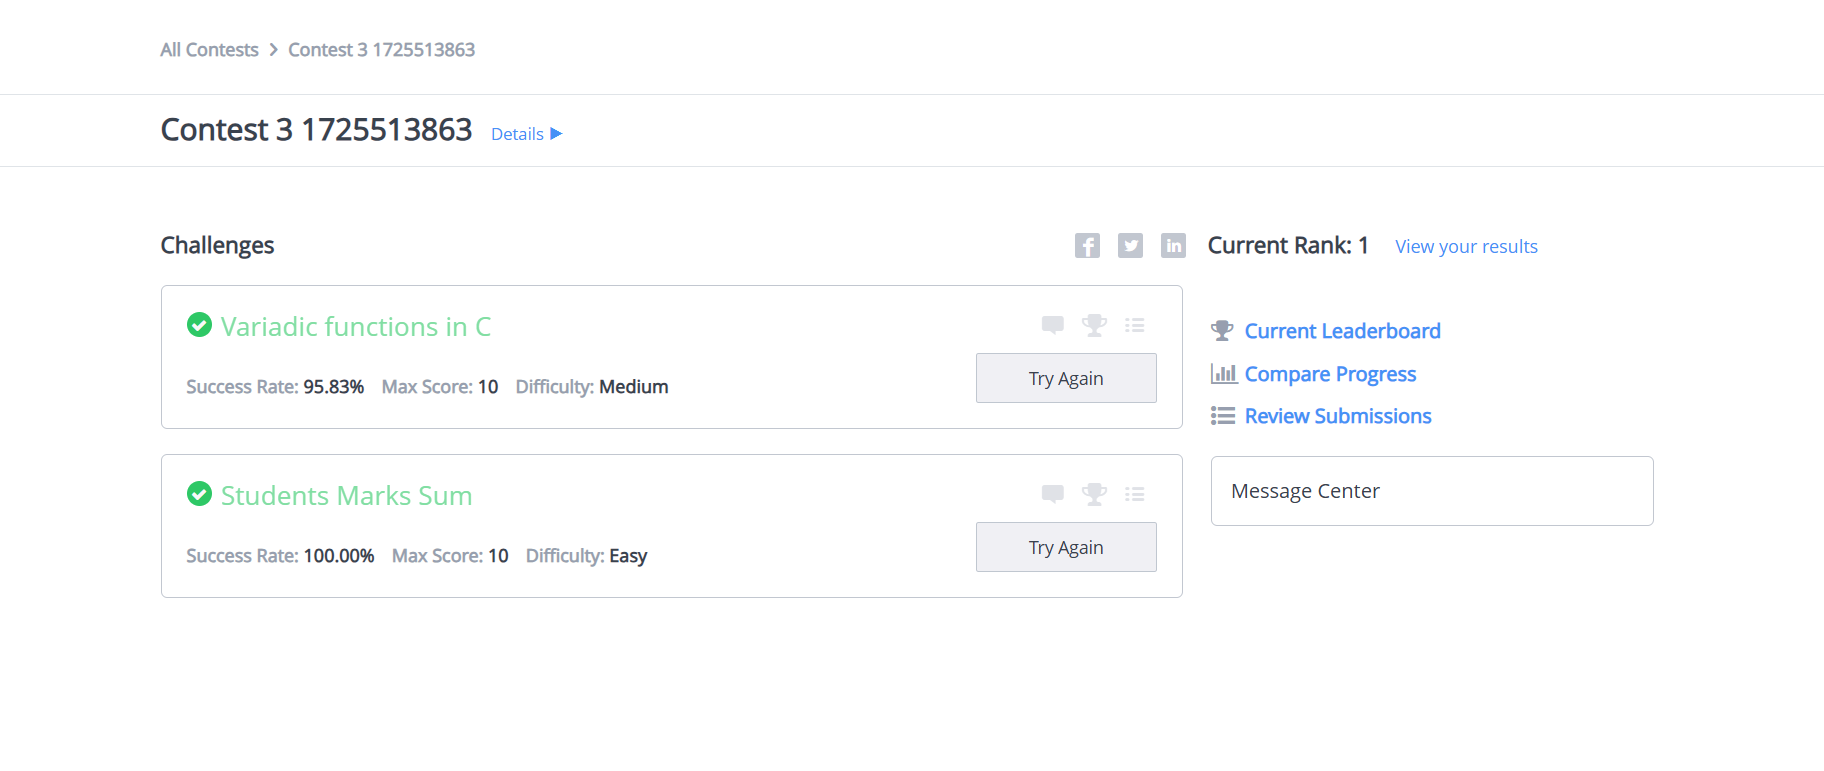 All Contests > Contest 3 1725513863
Contest 3 1725513863 Details ▶
Challenges
Variadic functions in C
Success Rate: 95.83% Max Score: 10 Difficulty: Medium
Try Again
Students Marks Sum
Success Rate: 100.00% Max Score: 10 Difficulty: Easy
Try Again
Current Rank: 1 View your results
Current Leaderboard
Compare Progress
Review Submissions
Message Center